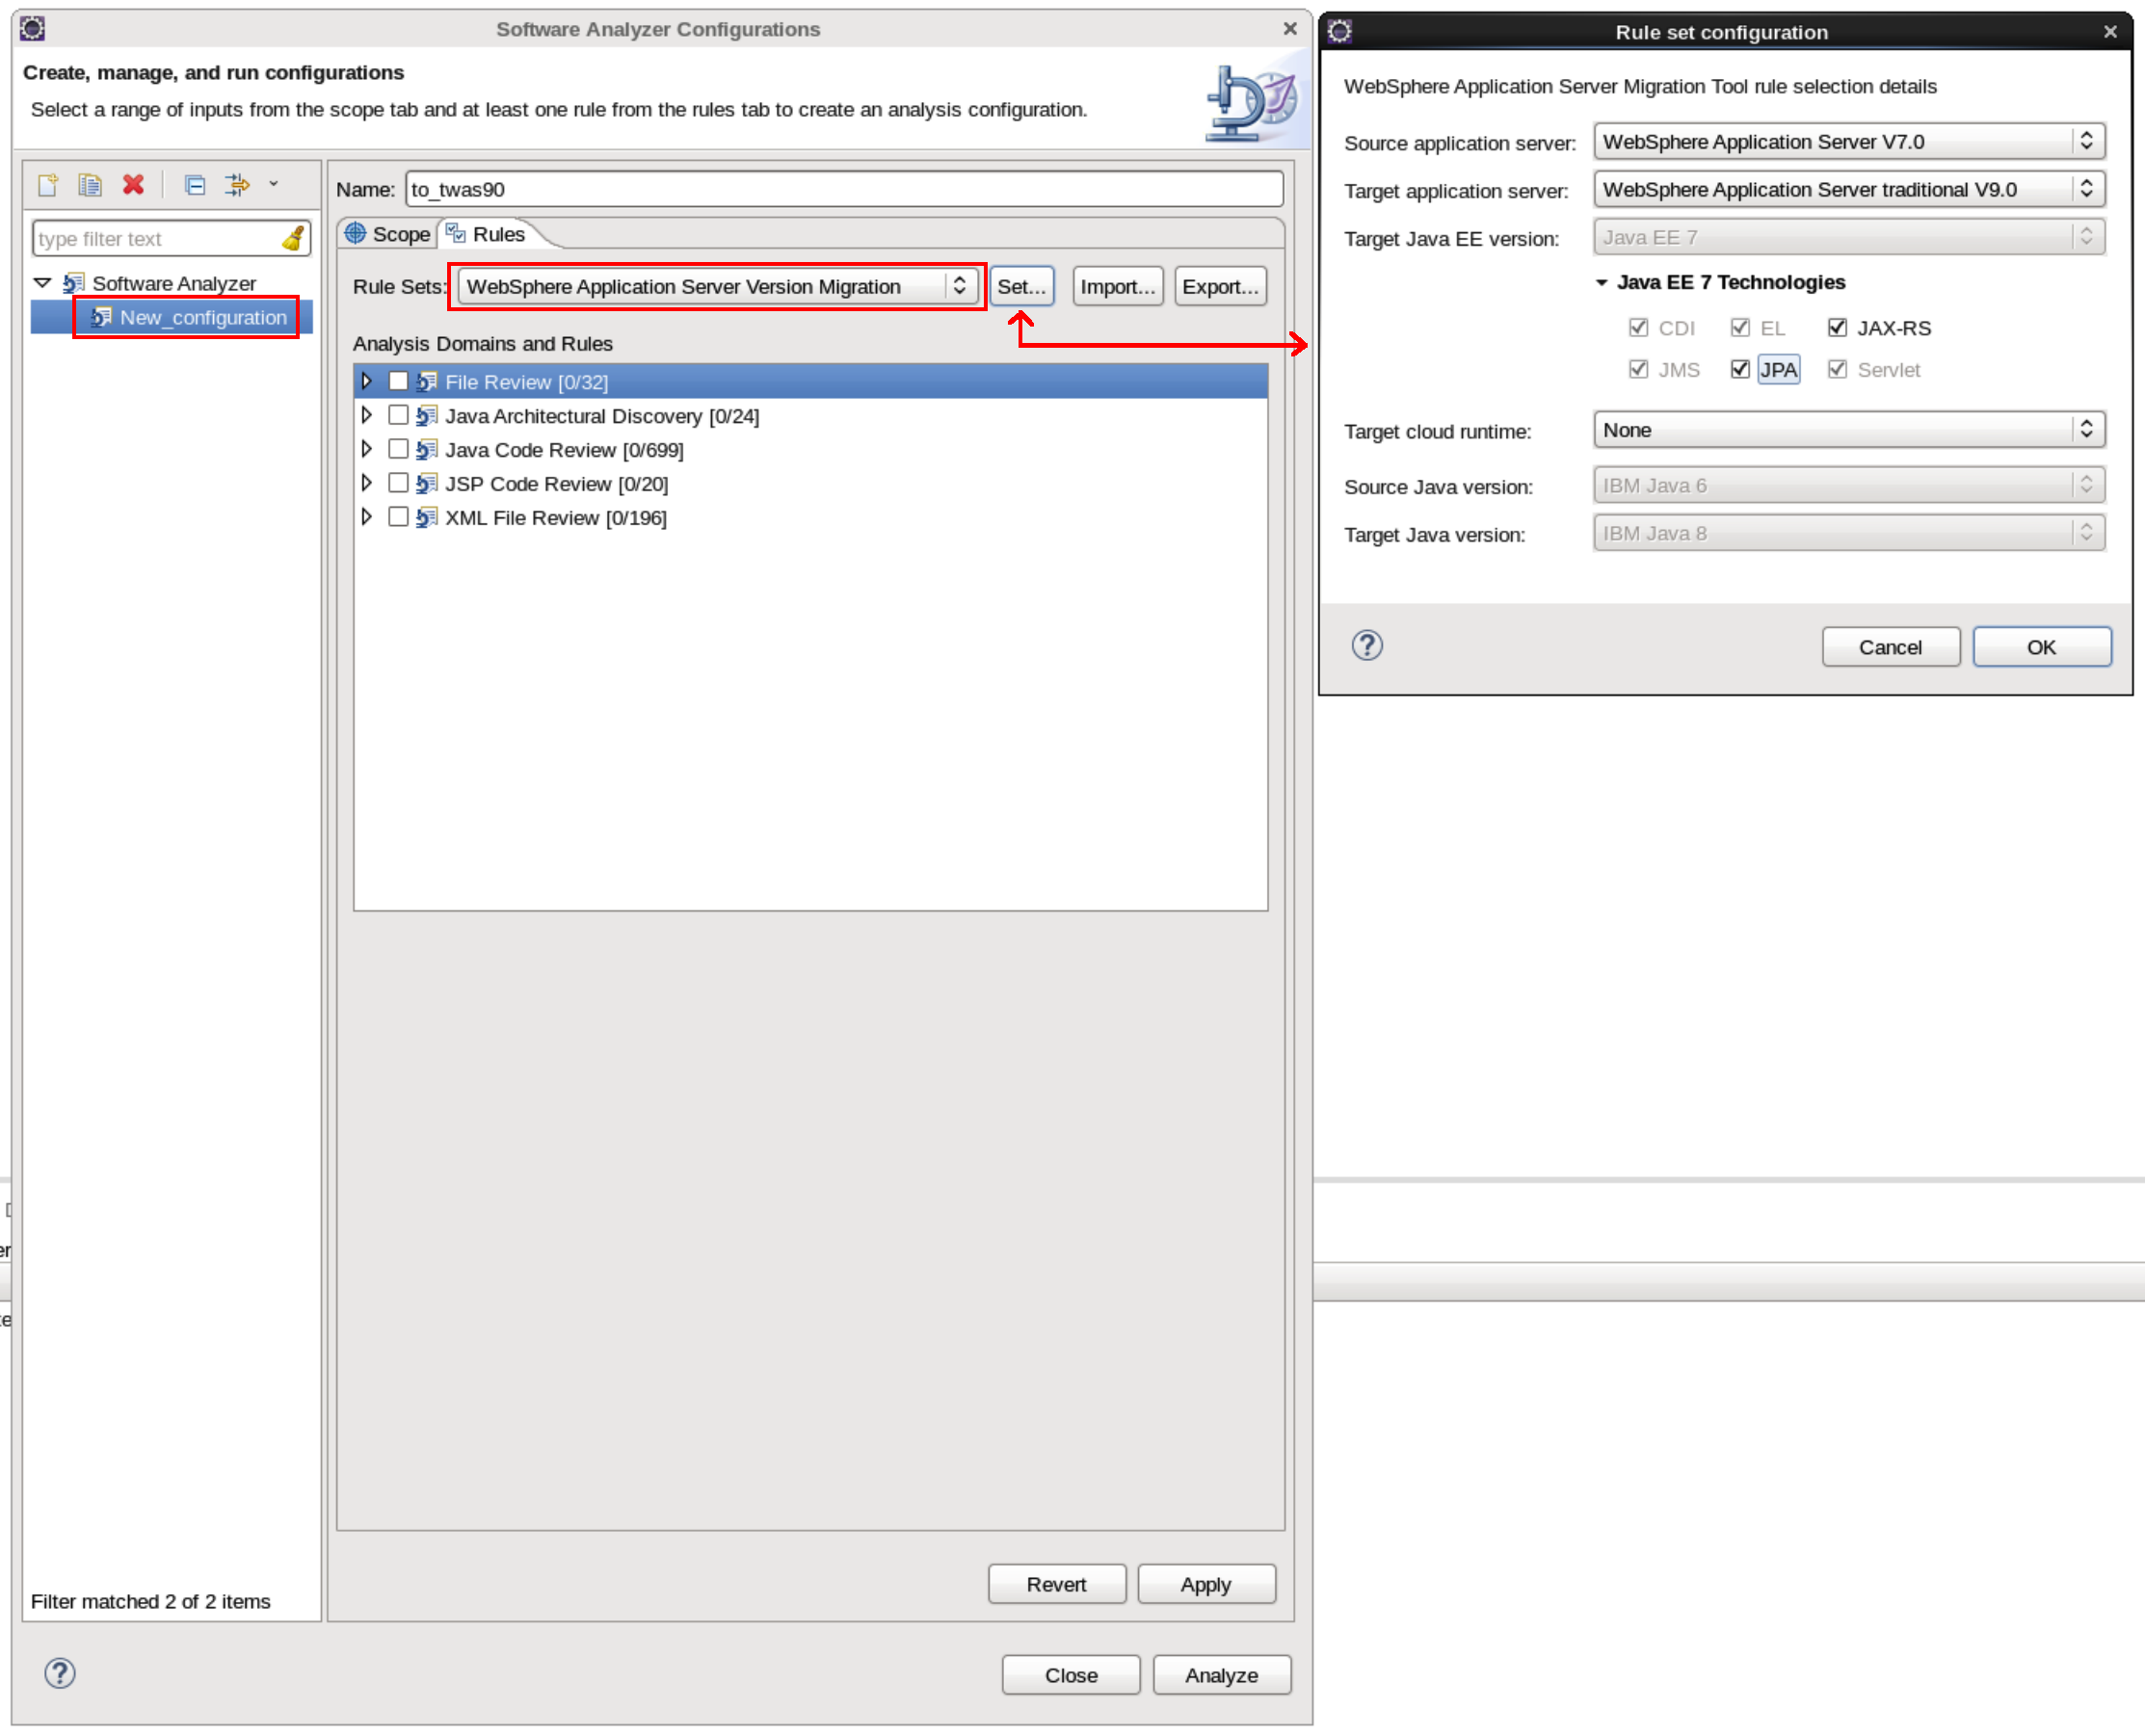 Software Analyzer Configurations
Create, manage, and run configurations
Select a range of inputs from the scope tab and at least one rule from the rules tab to create an analysis configuration.
type filter text
Software Analyzer
New_configuration
Filter matched 2 of 2 items
Name: to_twas90
Scope Rules
Rule Sets: WebSphere Application Server Version Migration Set... Import... Export...
Analysis Domains and Rules
File Review [0/32]
Java Architectural Discovery [0/24]
Java Code Review [0/699]
JSP Code Review [0/20]
XML File Review [0/196]
Revert Apply
Close Analyze
Rule set configuration
WebSphere Application Server Migration Tool rule selection details
Source application server: WebSphere Application Server V7.0
Target application server: WebSphere Application Server traditional V9.0
Target Java EE version: Java EE 7
Java EE 7 Technologies
CDI EL JAX-RS
JMS JPA Servlet
Target cloud runtime: None
Source Java version: IBM Java 6
Target Java version: IBM Java 8
Cancel OK